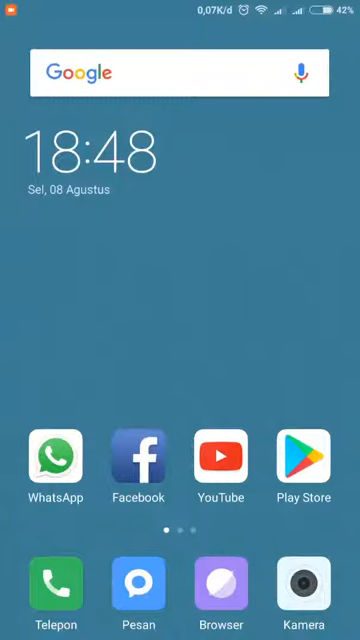 0,07K/d 42%
Google
18:48
Sel, 08 Agustus
WhatsApp Facebook YouTube Play Store
Telepon Pesan Browser Kamera